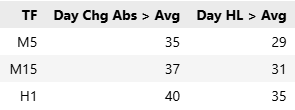 TF Day Chg Abs > Avg Day HL > Avg
M5 35 29
M15 37 31
H1 40 35